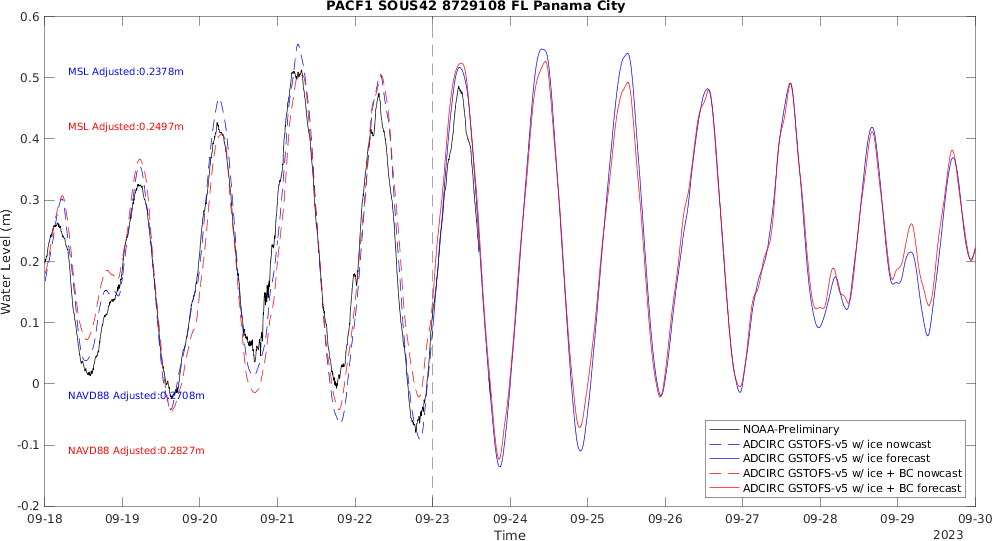 PACF1 SOUS42 8729108 FL Panama City
Water Level (m)
0.6
0.5
0.4
0.3
0.2
0.1
0
-0.1
-0.2
MSL Adjusted:0.2378m
MSL Adjusted:0.2497m
NAVD88 Adjusted:
NAVD88 Adjusted:0.2827m
NOAA-Preliminary
ADCIRC GSTOFS-v5 w/ ice nowcast
ADCIRC GSTOFS-v5 w/ ice forecast
ADCIRC GSTOFS-v5 w/ ice + BC nowcast
ADCIRC GSTOFS-v5 w/ ice + BC forecast
09-18 09-19 09-20 09-21 09-22 09-23 09-24 09-25 09-26 09-27 09-28 09-29 09-30
Time
2023